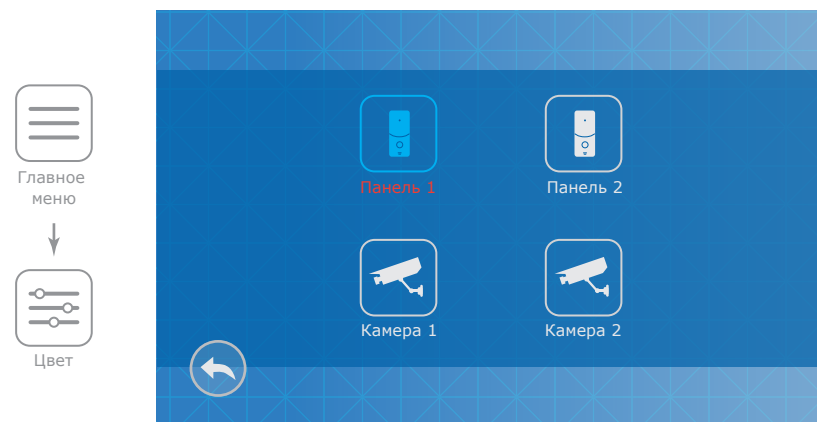 Главное
меню
Цвет
Панель 1
Панель 2
Камера 1
Камера 2